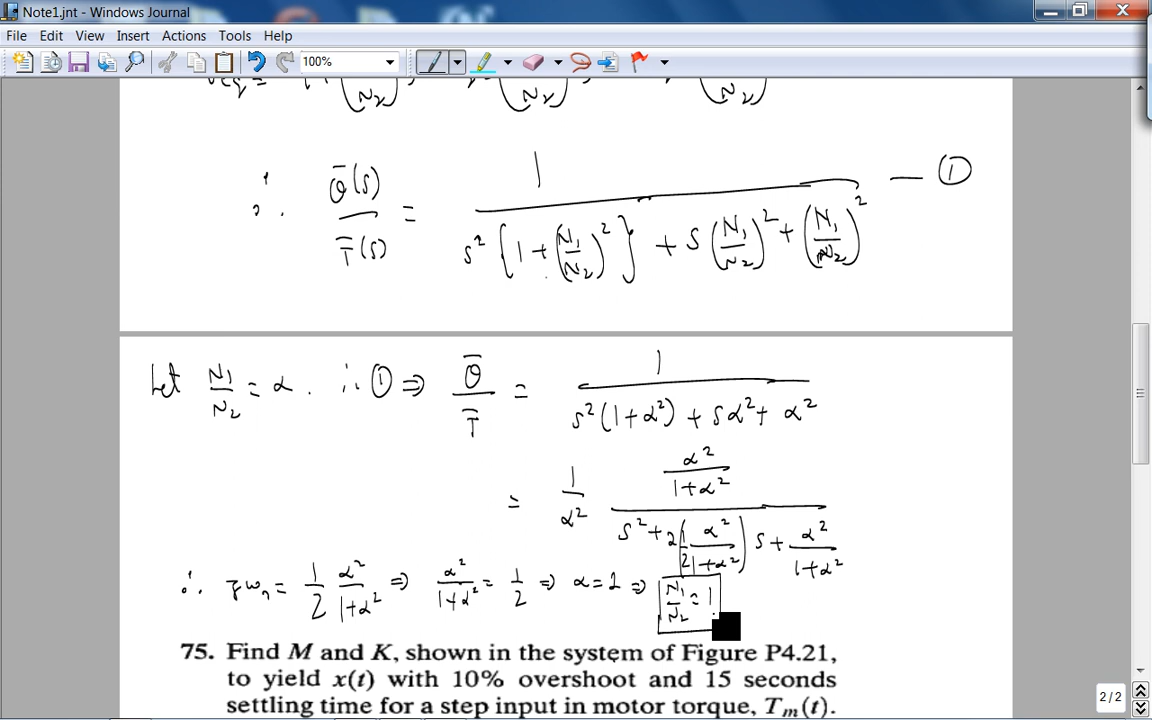 Note1.jnt - Windows Journal
File Edit View Insert Actions Tools Help
100%
∴ θ̄(s)/T̄(s) = 1/(s²{1+(N₁/N₂)²} + s(N₁/N₂)² + (N₁/N₂)²) — ①
Let N₁/N₂ = α. ∴ ① ⇒ θ̄/T̄ = 1/(s²(1+α²) + sα² + α²)
= 1/α² (α²/(1+α²))/(s² + 2(1/2 α²/(1+α²))s + α²/(1+α²))
∴ ζωₙ = 1/2 α²/(1+α²) ⇒ α²/(1+α²) = 1/2 ⇒ α = 1 ⇒ N₁/N₂ = 1
75. Find M and K, shown in the system of Figure P4.21,
to yield x(t) with 10% overshoot and 15 seconds
settling time for a step input in motor torque, Tₘ(t).
2/2